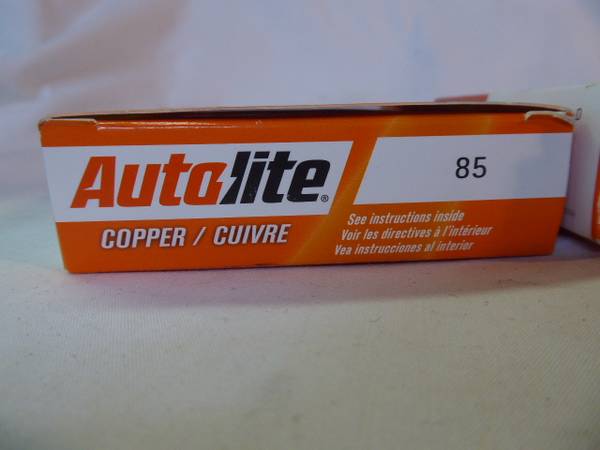 Autolite®
COPPER / CUIVRE
85
See instructions inside
Voir les directives à l'intérieur
Vea instrucciones al interior